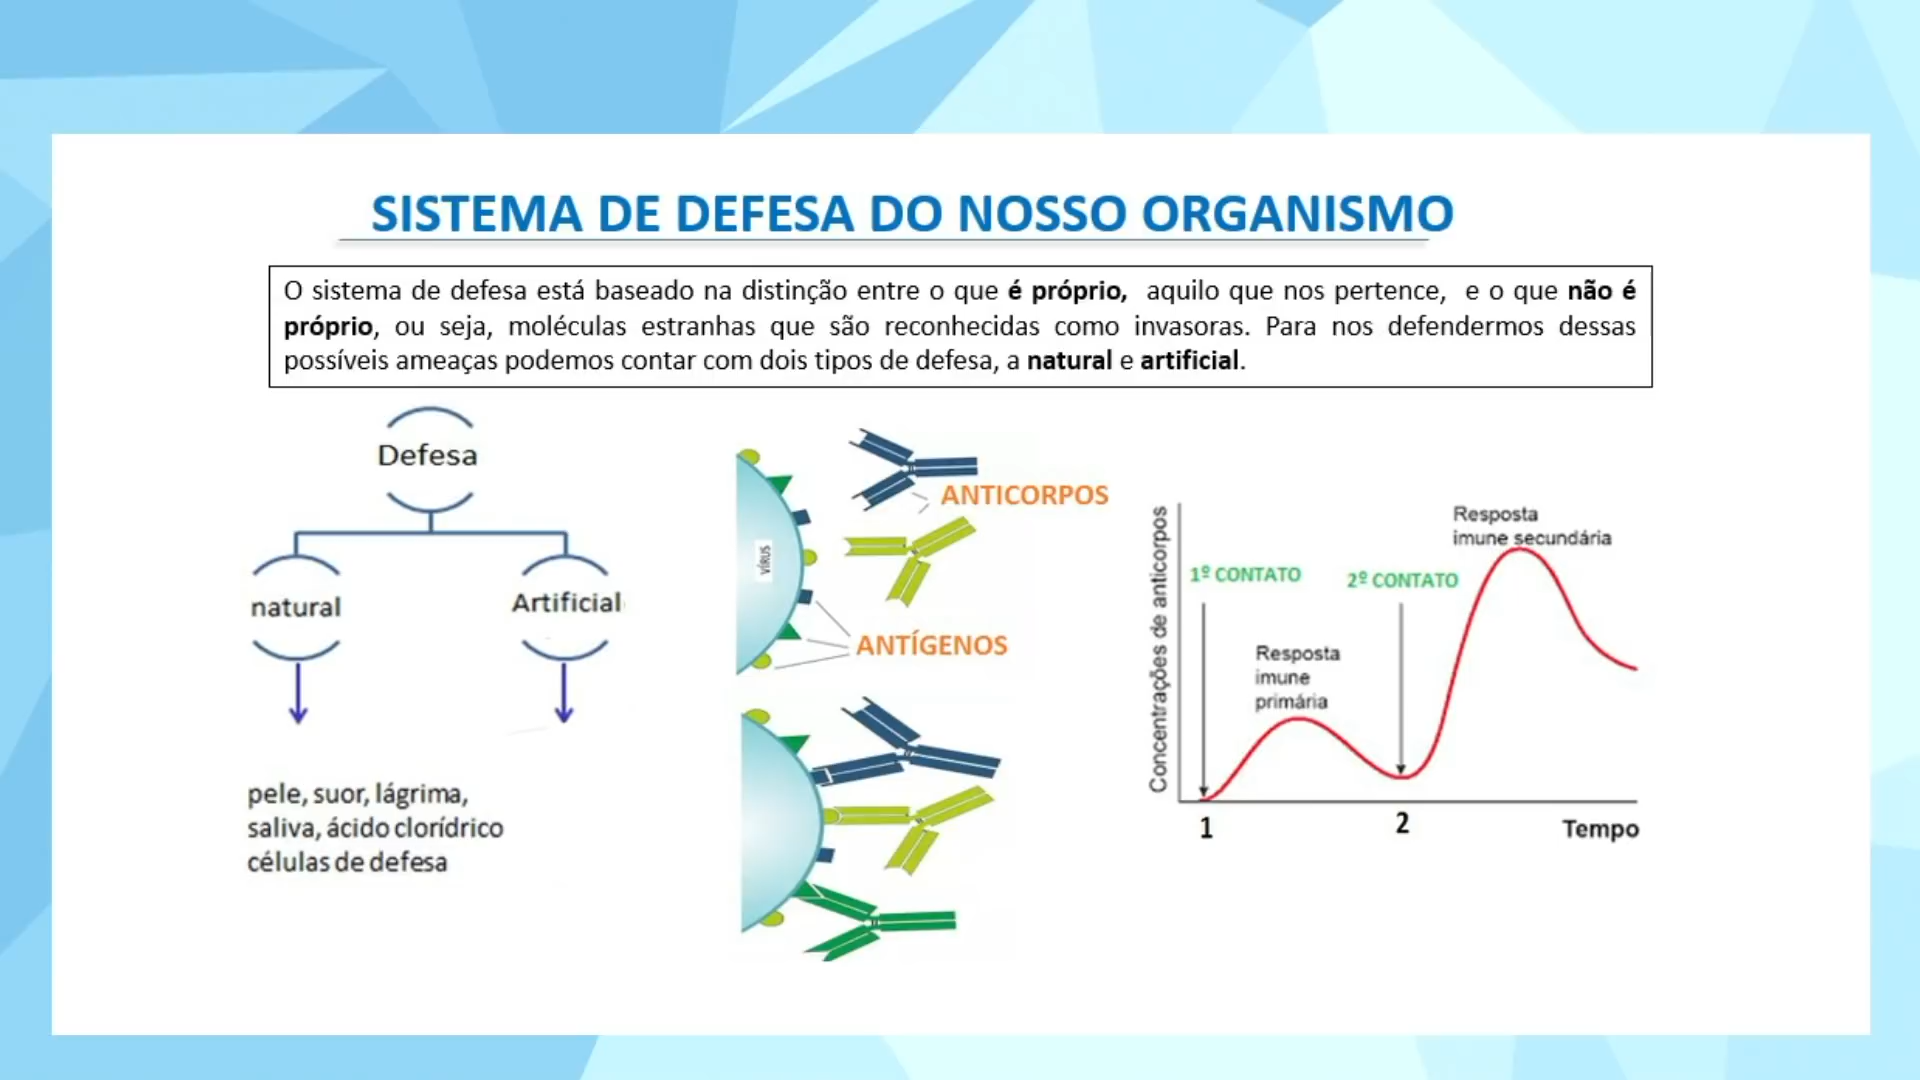 SISTEMA DE DEFESA DO NOSSO ORGANISMO
O sistema de defesa está baseado na distinção entre o que é próprio, aquilo que nos pertence, e o que não é
próprio, ou seja, moléculas estranhas que são reconhecidas como invasoras. Para nos defendermos dessas
possíveis ameaças podemos contar com dois tipos de defesa, a natural e artificial.
Defesa
natural
Artificial
pele, suor, lágrima,
saliva, ácido clorídrico
células de defesa
VÍRUS
ANTICORPOS
ANTÍGENOS
Concentrações de anticorpos
1º CONTATO
2º CONTATO
Resposta
imune
primária
Resposta
imune secundária
1
2
Tempo